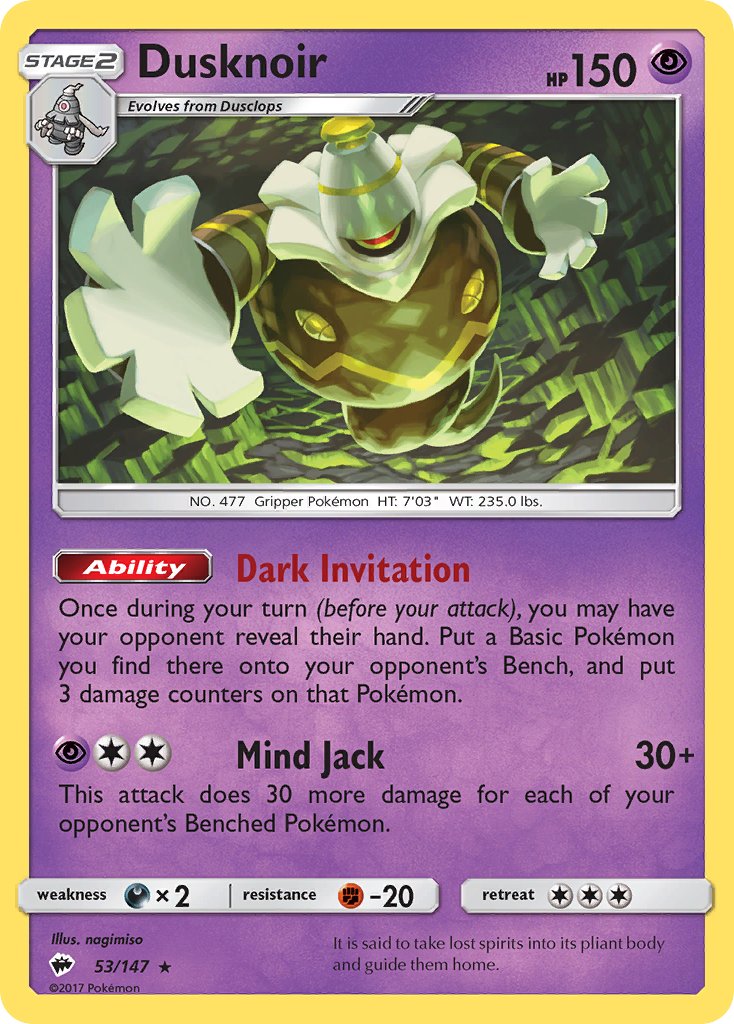 STAGE2
Dusknoir
HP 150
Evolves from Dusclops
NO. 477 Gripper Pokémon HT: 7'03" WT: 235.0 lbs.
Ability Dark Invitation
Once during your turn (before your attack), you may have
your opponent reveal their hand. Put a Basic Pokémon
you find there onto your opponent's Bench, and put
3 damage counters on that Pokémon.
Mind Jack 30+
This attack does 30 more damage for each of your
opponent's Benched Pokémon.
weakness ×2 resistance -20 retreat
Illus. nagimiso
53/147 ★
©2017 Pokémon
It is said to take lost spirits into its pliant body
and guide them home.